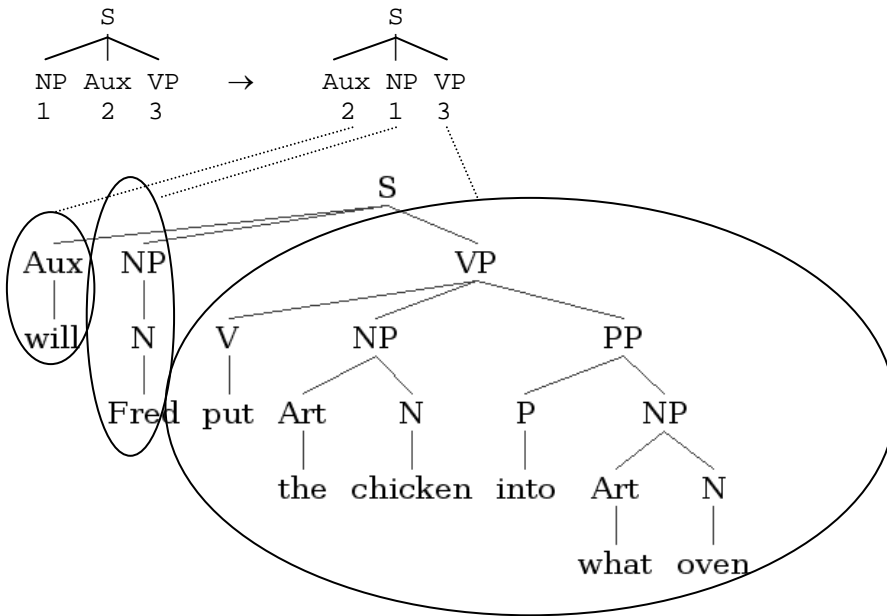 S S
NP Aux VP → Aux NP VP
1 2 3 2 1 3
S
Aux NP VP
will N V NP PP
Fred put Art N P NP
the chicken into Art N
what oven